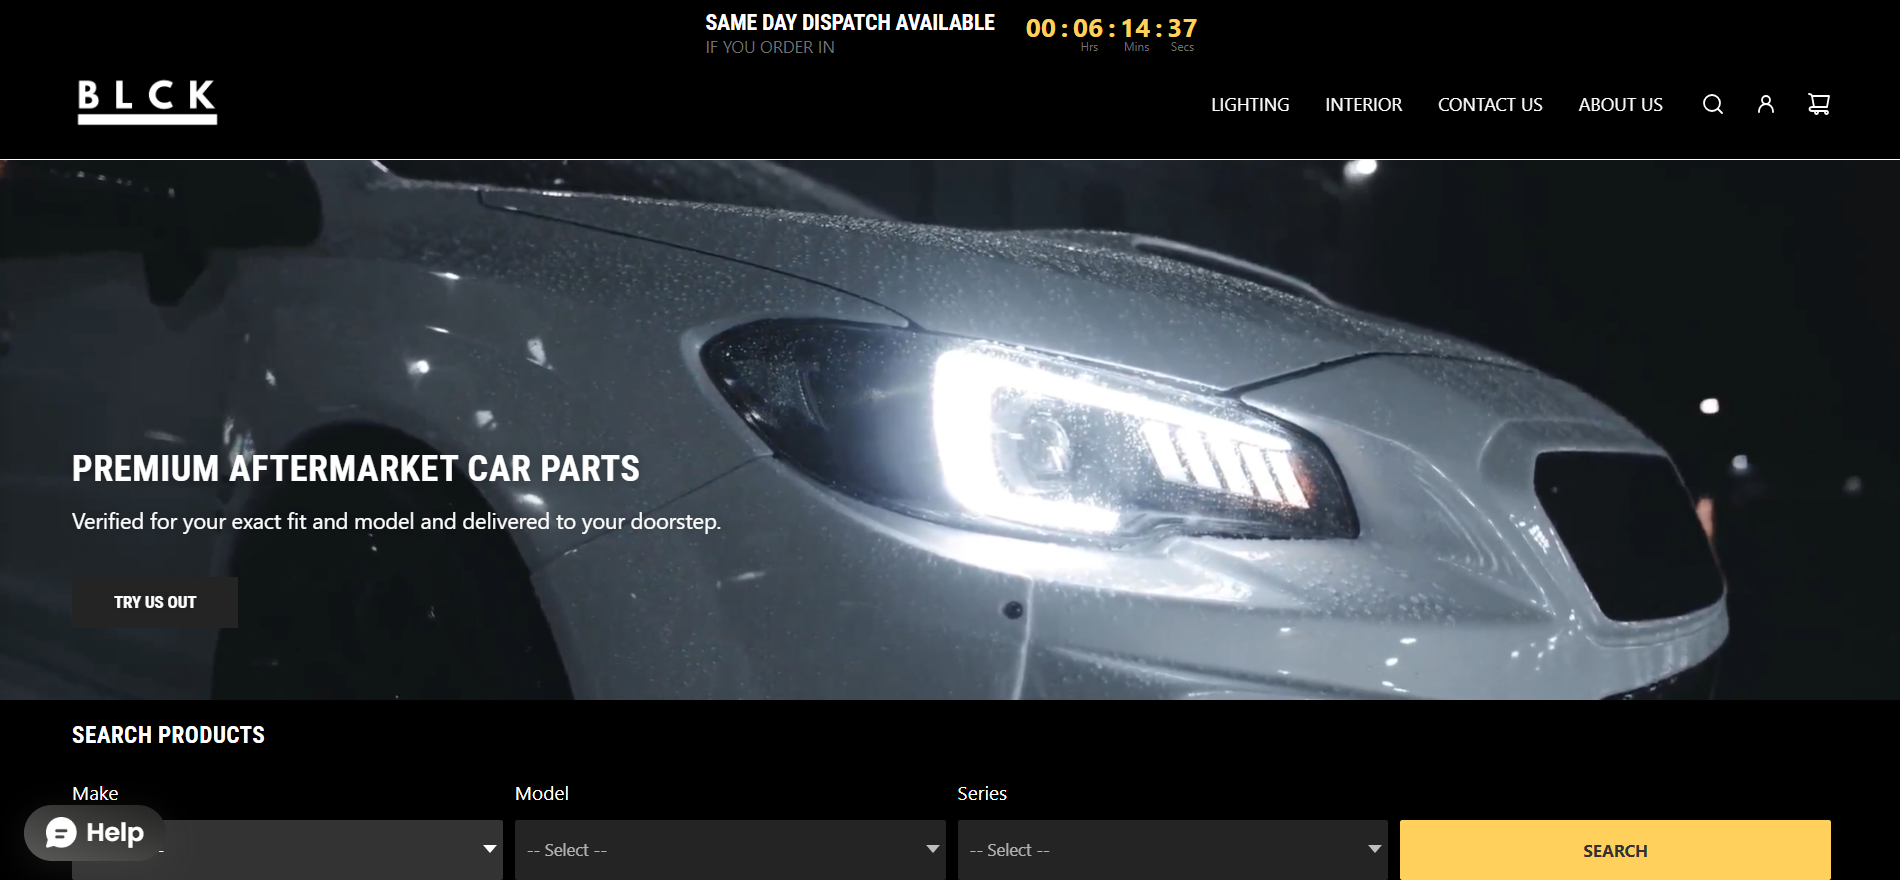 SAME DAY DISPATCH AVAILABLE
IF YOU ORDER IN
00 : 06 : 14 : 37
Hrs Mins Secs
BLCK
LIGHTING INTERIOR CONTACT US ABOUT US
PREMIUM AFTERMARKET CAR PARTS
Verified for your exact fit and model and delivered to your doorstep.
TRY US OUT
SEARCH PRODUCTS
Make Model Series
Help
-- Select -- -- Select -- SEARCH